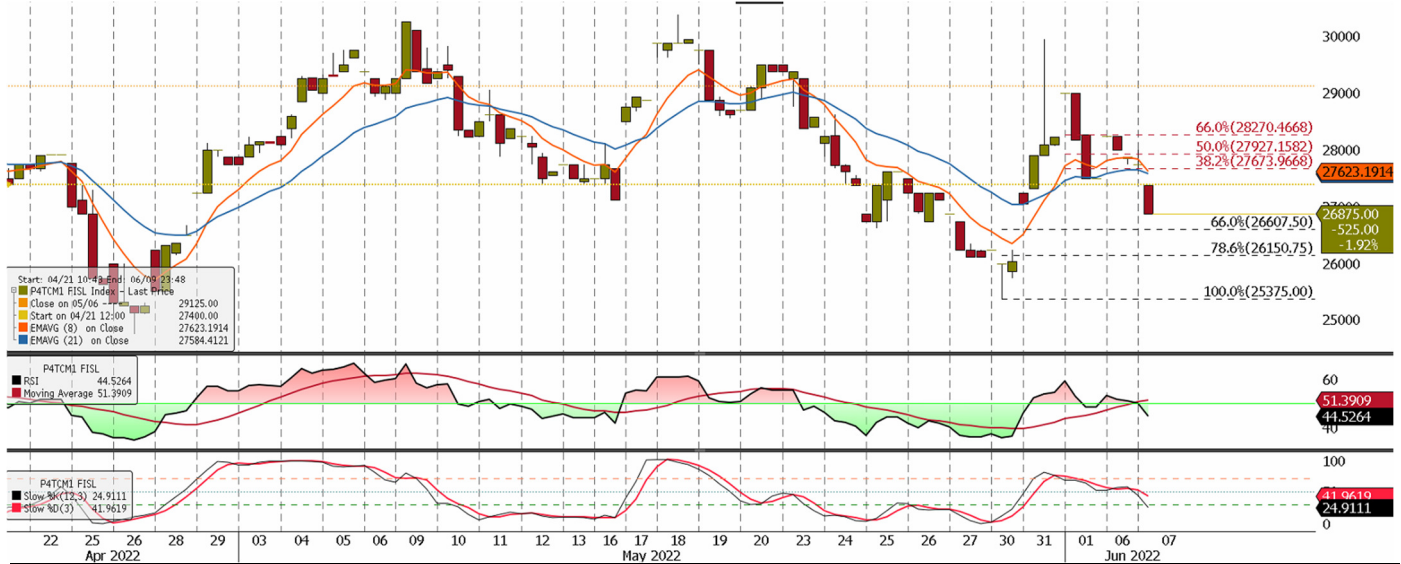 30000
29000
66.0%(28270.4668)
28000
50.0%(27927.1582)
38.2%(27673.9668)
27623.1914
27000
26875.00
-525.00
-1.92%
66.0%(26607.50)
78.6%(26150.75)
26000
100.0%(25375.00)
25000
Start: 04/21 10:43 End: 06/09 23:48
P4TCM1 FISL Index - Last Price
Close on 05/06 29125.00
Start on 04/21 12:00 27400.00
EMAVG (8) on Close 27623.1914
EMAVG (21) on Close 27584.4121
P4TCM1 FISL
RSI 44.5264
Moving Average 51.3909
60
51.3909
44.5264
40
P4TCM1 FISL
Slow %K(12,3) 24.9111
Slow %D(3) 41.9619
100
41.9619
24.9111
0
22 25 26 28 29 03 04 05 06 09 10 11 12 13 16 17 18 19 20 23 24 25 26 27 30 31 01 06 07
Apr 2022 May 2022 Jun 2022